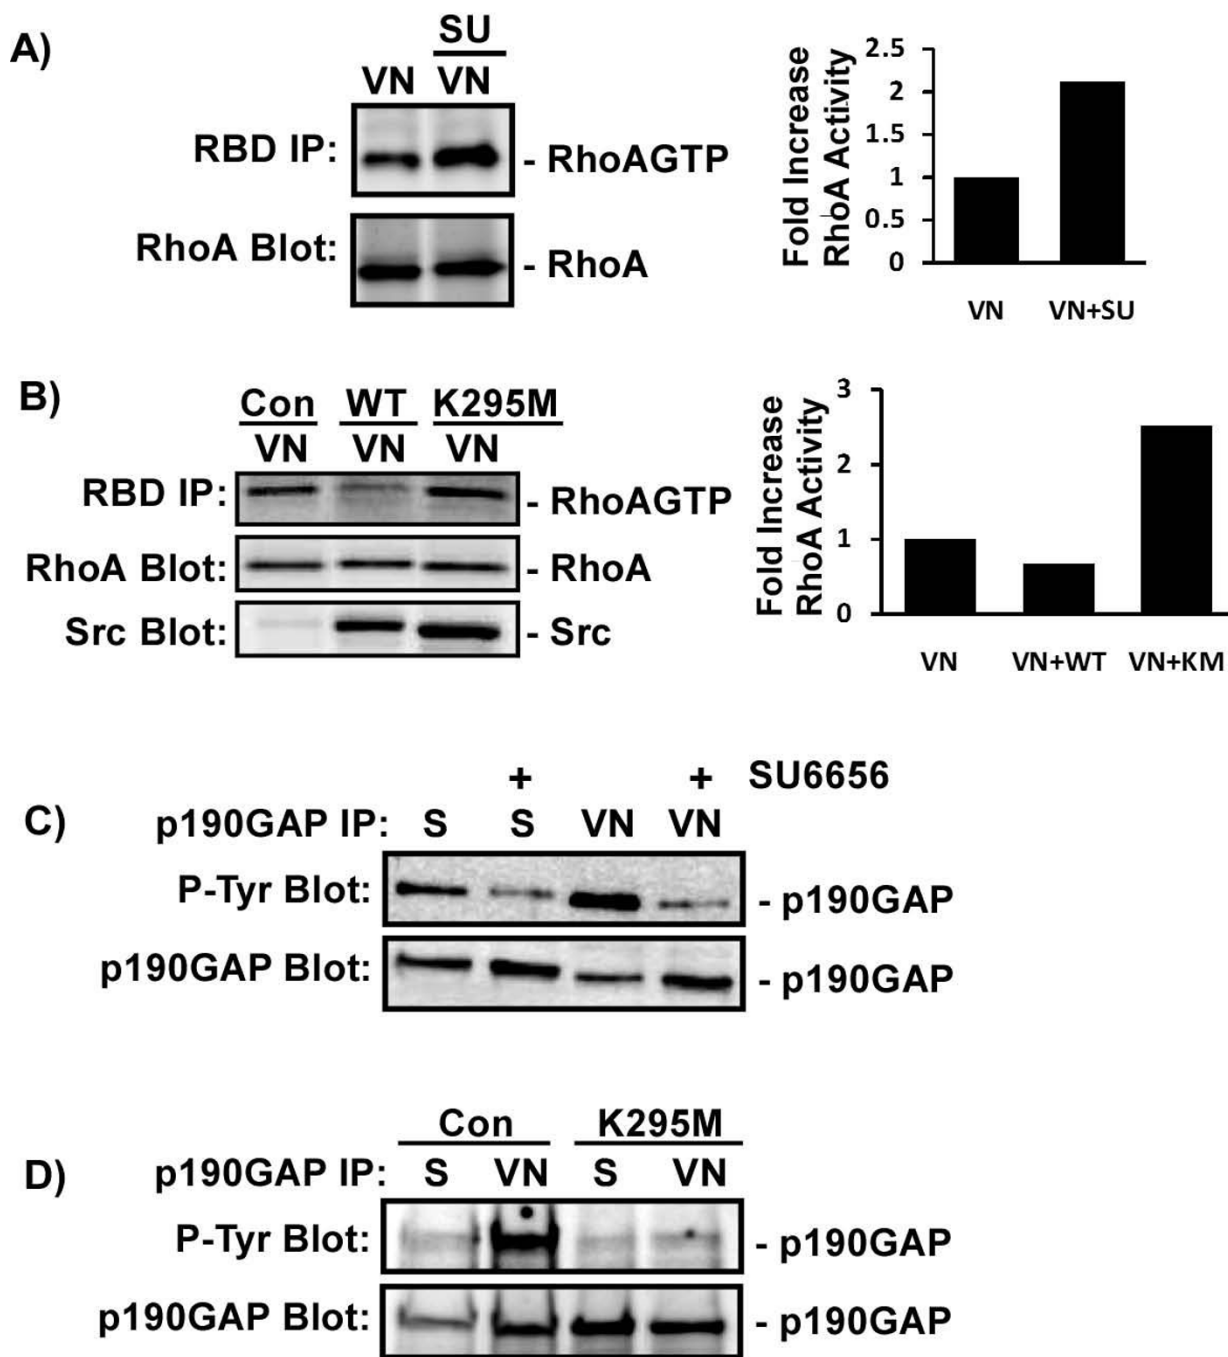 A)
SU
VN VN
RBD IP: - RhoAGTP
RhoA Blot: - RhoA
Fold Increase
RhoA Activity
2.5
2
1.5
1
0.5
0
VN VN+SU
B)
Con WT K295M
VN VN VN
RBD IP: - RhoAGTP
RhoA Blot: - RhoA
Src Blot: - Src
Fold Increase
RhoA Activity
3
2
1
0
VN VN+WT VN+KM
+ + SU6656
C) p190GAP IP: S S VN VN
P-Tyr Blot: - p190GAP
p190GAP Blot: - p190GAP
Con K295M
D) p190GAP IP: S VN S VN
P-Tyr Blot: - p190GAP
p190GAP Blot: - p190GAP